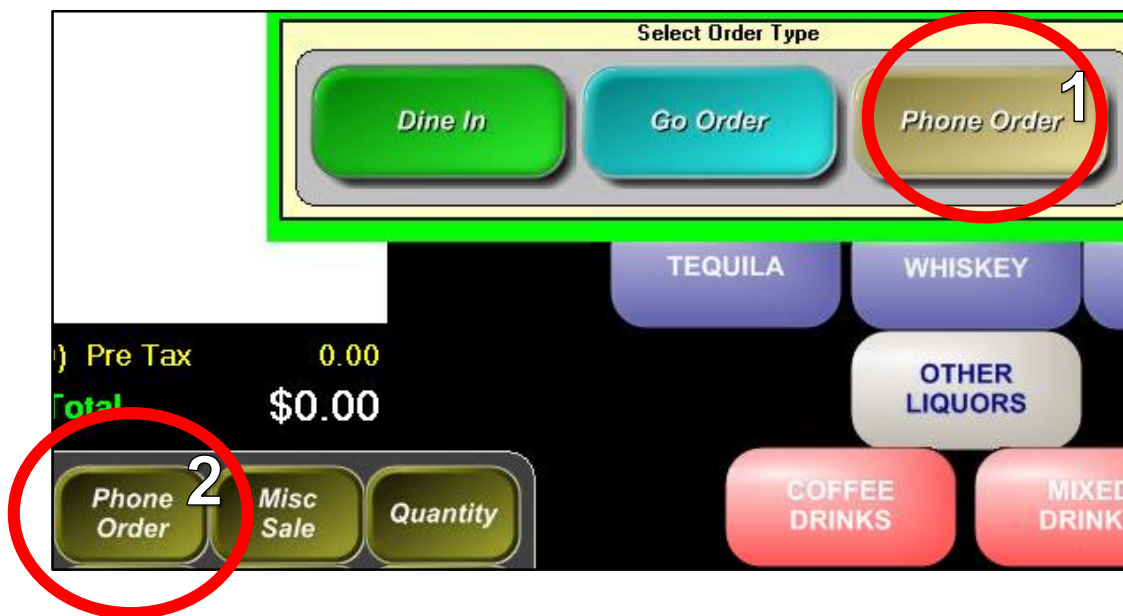 Select Order Type
Dine In
Go Order
Phone Order
1
TEQUILA
WHISKEY
) Pre Tax 0.00
Total $0.00
OTHER
LIQUORS
Phone
Order
2
Misc
Sale
Quantity
COFFEE
DRINKS
MIXED
DRINK